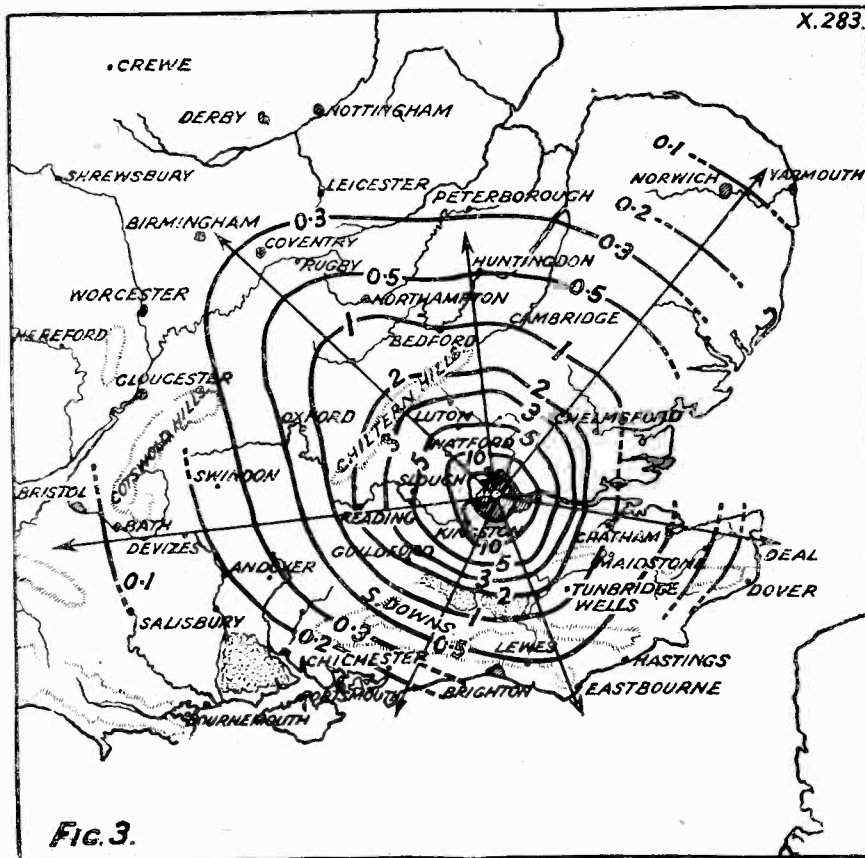 X.283.
CREWE
DERBY
NOTTINGHAM
SHREWSBURY
LEICESTER
PETERBOROUGH
0.1
NORWICH
YARMOUTH
0.2
BIRMINGHAM
0.3
COVENTRY
RUGBY
0.3
HUNTINGDON
WORCESTER
0.5
NORTHAMPTON
0.5
CAMBRIDGE
HEREFORD
1
BEDFORD
1
GLOUCESTER
COTSWOLD HILLS
OXFORD
CHILTERN HILLS
2
LUTON
2
3
CHELMSFORD
WATFORD
5
3
10
5
SLOUGH
BRISTOL
SWINDON
READING
BATH
DEVIZES
KINGSTON
GUILDFORD
10
CHATHAM
MAIDSTONE
DEAL
DOVER
ANDOVER
5
3
2
TUNBRIDGE
WELLS
0.1
SALISBURY
S. DOWNS
1
0.3
0.2
0.5
LEWES
CHICHESTER
HASTINGS
PORTSMOUTH
BRIGHTON
EASTBOURNE
BOURNEMOUTH
FIG. 3.